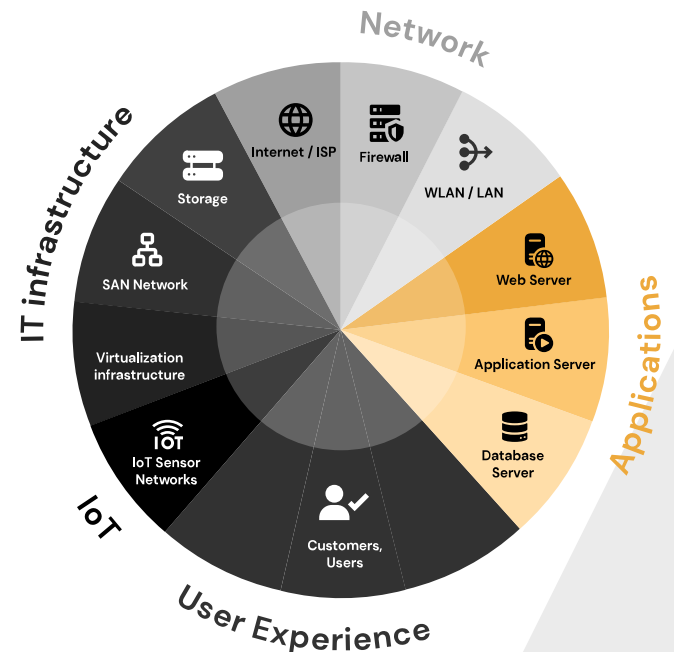 Network
Internet / ISP
Firewall
WLAN / LAN
IT infrastructure
Storage
SAN Network
Virtualization
infrastructure
Applications
Web Server
Application Server
Database
Server
IoT
IOT
IoT Sensor
Networks
User Experience
Customers,
Users